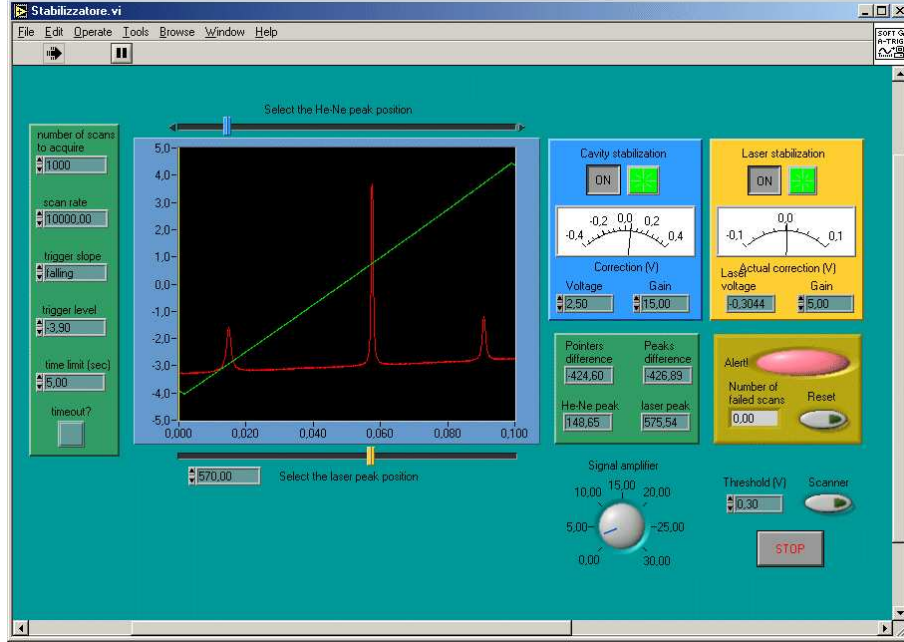 Stabilizzatore.vi
File Edit Operate Tools Browse Window Help
SOFT G
A-TRIG
Select the He-Ne peak position
number of scans
to acquire
1000
scan rate
10000,00
trigger slope
falling
trigger level
-3,90
time limit (sec)
5,00
timeout?
5,0
4,0
3,0
2,0
1,0
0,0
-1,0
-2,0
-3,0
-4,0
-5,0
0,000 0,020 0,040 0,060 0,080 0,100
570,00 Select the laser peak position
Cavity stabilization
ON
-0,4 -0,2 0,0 0,2 0,4
Correction (V)
Voltage Gain
2,50 15,00
Laser stabilization
ON
-0,1 0,0 0,1
Actual correction (V)
Laser
voltage Gain
-0,3044 5,00
Pointers
difference
-424,60
Peaks
difference
-426,89
He-Ne peak laser peak
148,65 575,54
Alert!
Number of
failed scans
0,00
Reset
Signal amplifier
0,00 5,00 10,00 15,00 20,00 25,00 30,00
Threshold (V) Scanner
0,30
STOP